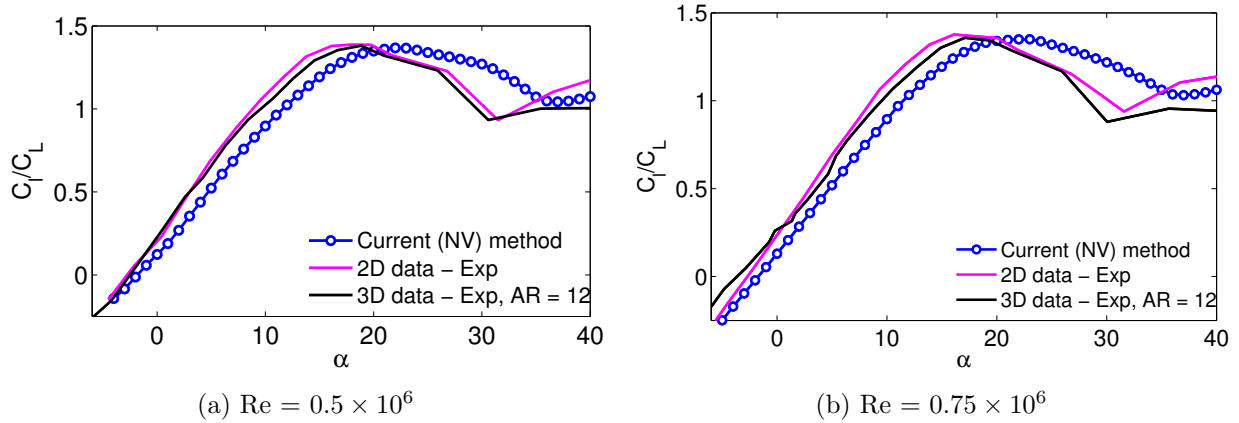 1.5
1
0.5
0
C_l/C_L
0
10
20
30
40
α
Current (NV) method
2D data − Exp
3D data − Exp, AR = 12
(a) Re = 0.5 × 10^6
1.5
1
0.5
0
C_l/C_L
0
10
20
30
40
α
Current (NV) method
2D data − Exp
3D data − Exp, AR = 12
(b) Re = 0.75 × 10^6